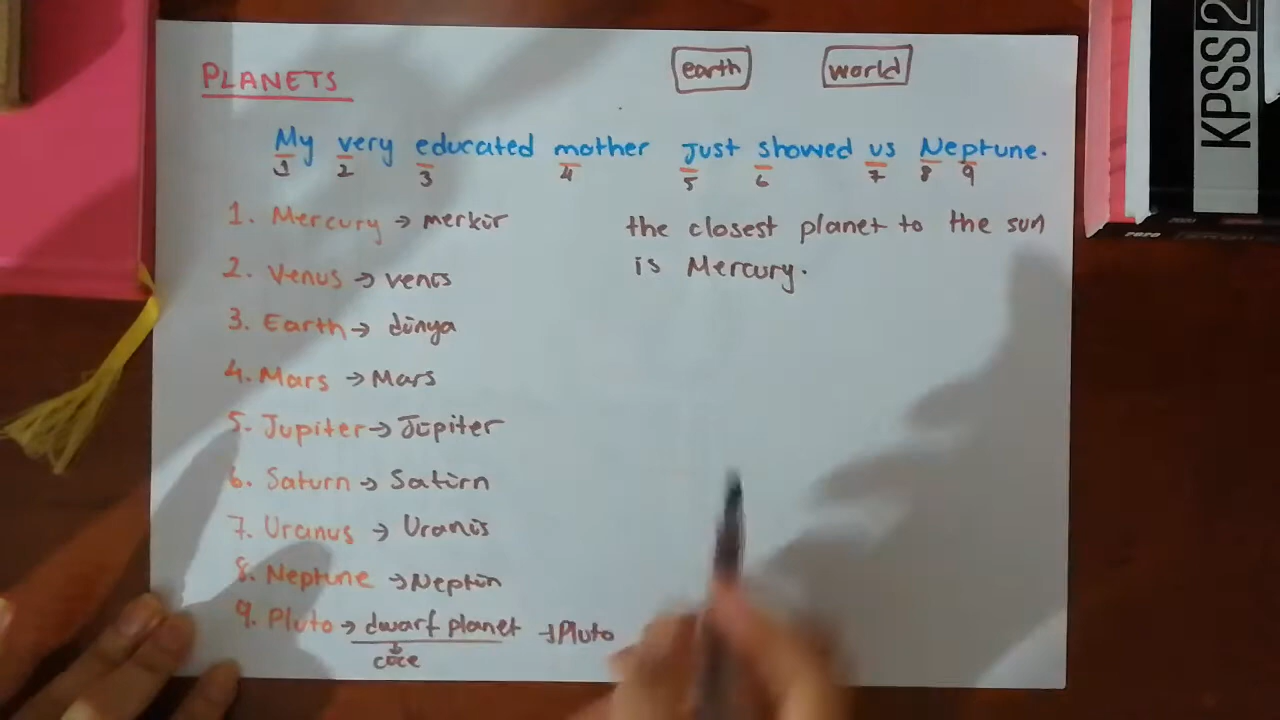 PLANETS
earth
world
My very educated mother Just showed us Neptune.
1 2 3 4 5 6 7 8 9
1. Mercury → merkür
the closest planet to the sun
is Mercury.
2. Venus → venüs
3. Earth → dünya
4. Mars → Mars
5. Jupiter → Jüpiter
6. Saturn → Satürn
7. Uranus → Uranüs
8. Neptune → Neptün
9. Pluto → dwarf planet → Pluto
cüce
KPSS 2